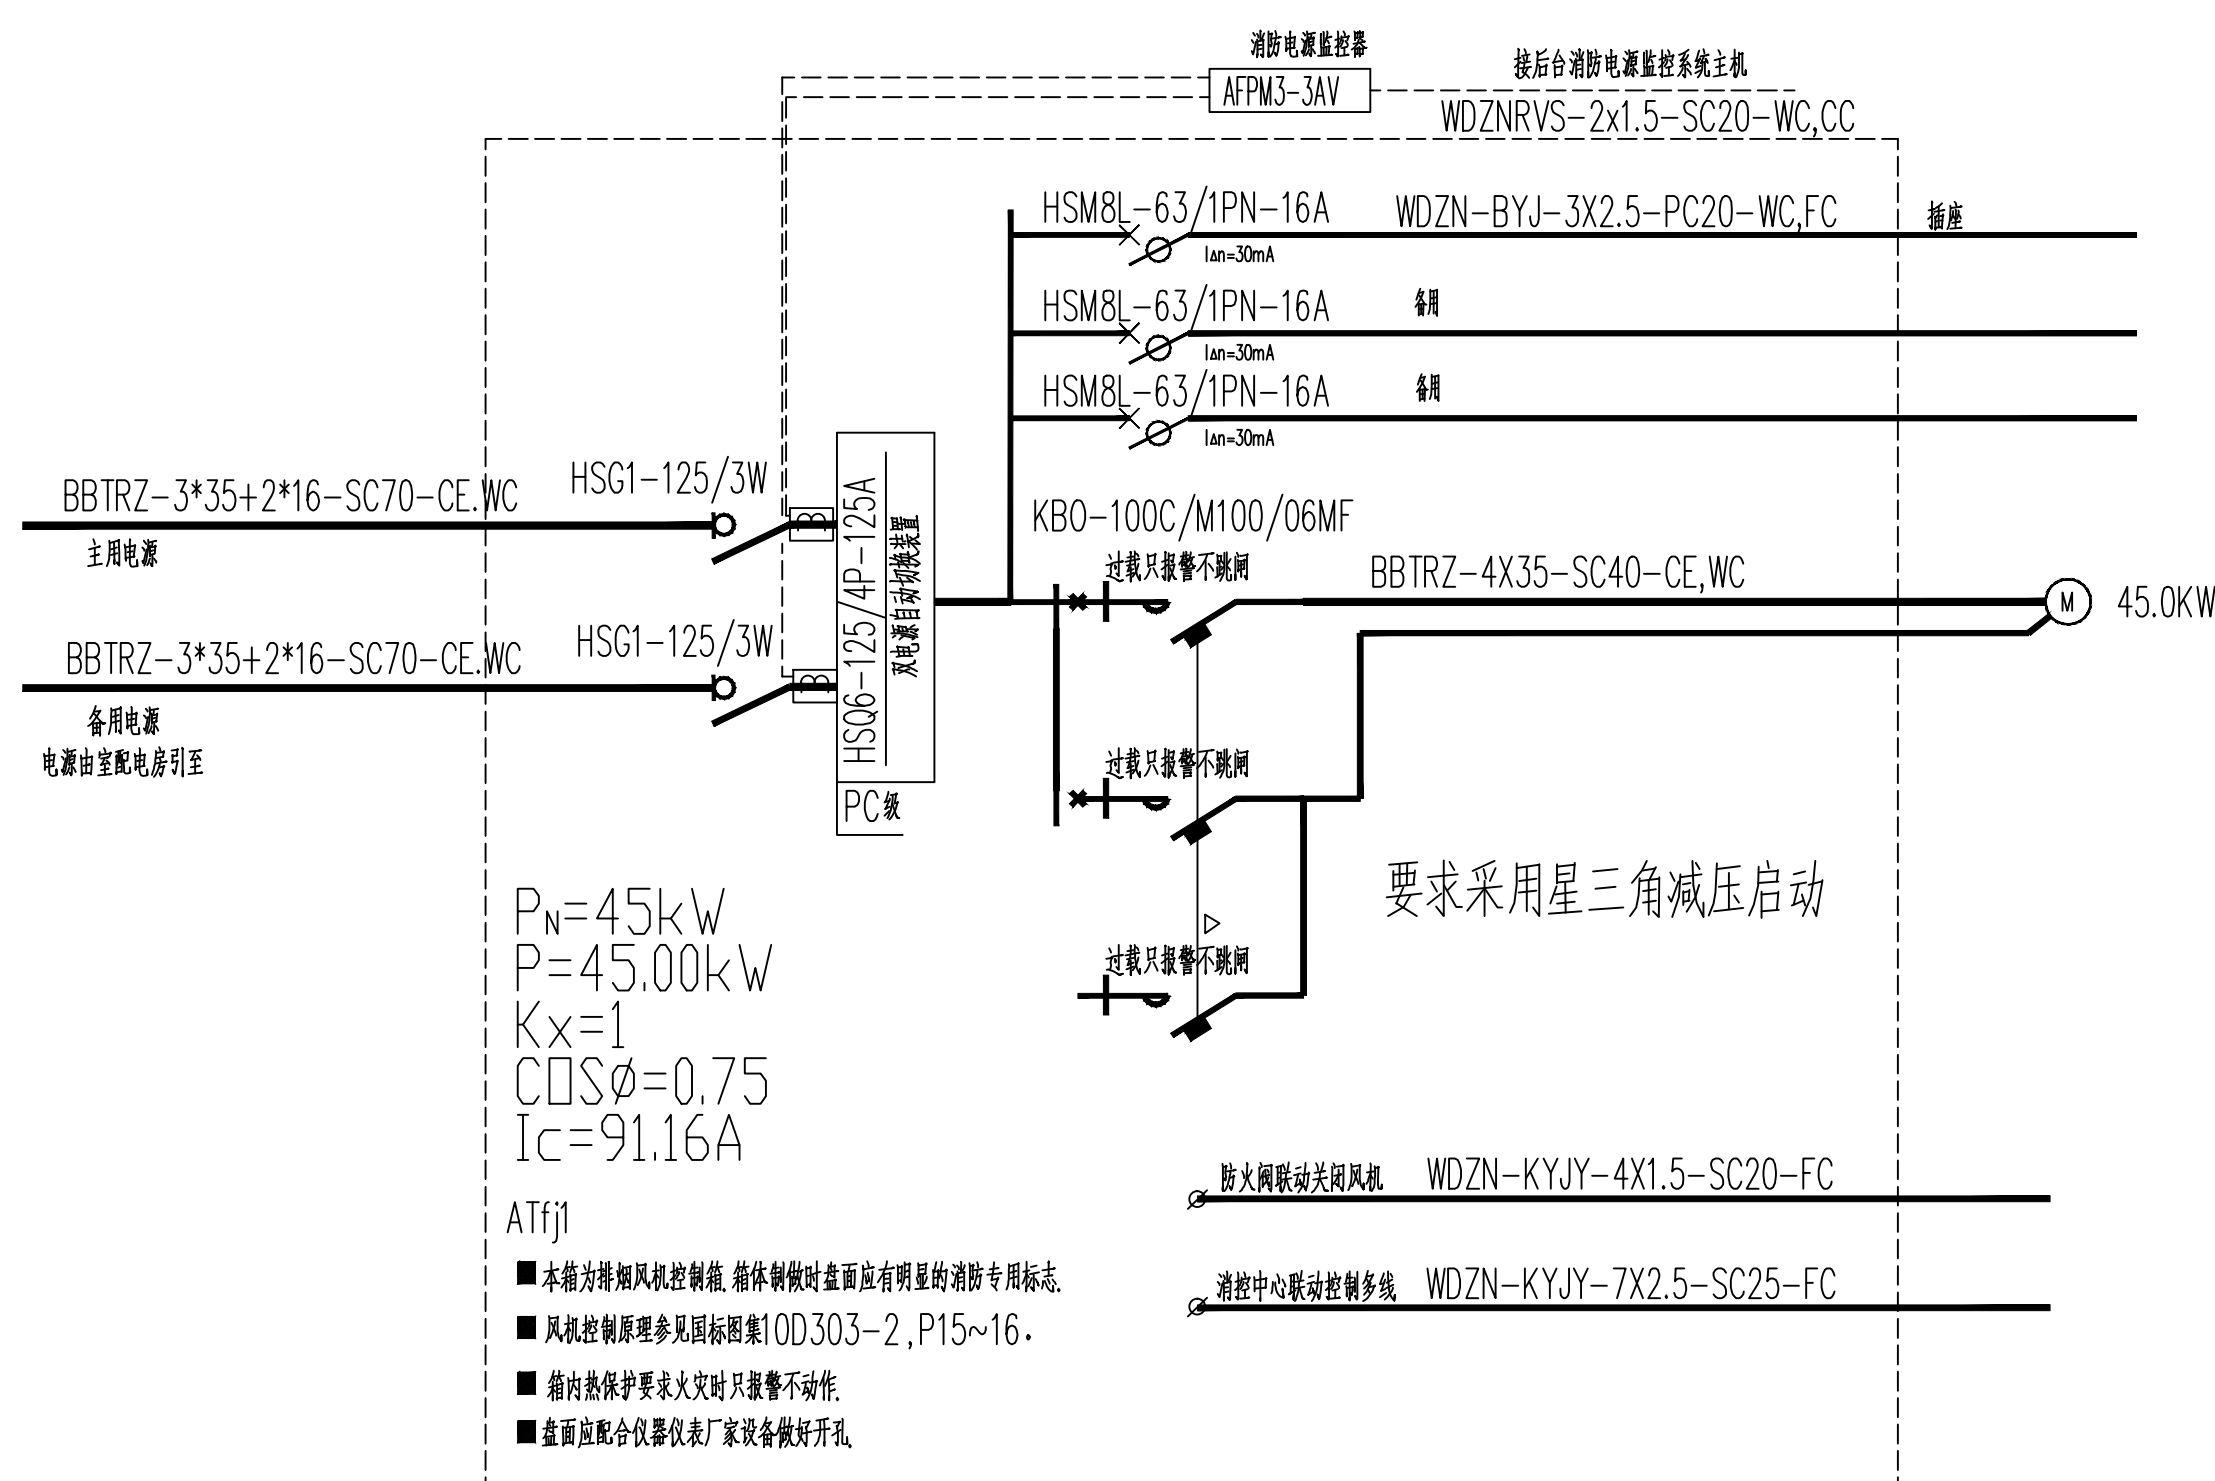 消防电源监控器
AFPM3-3AV
接后台消防电源监控系统主机
WDZNRVS-2x1.5-SC20-WC,CC
HSM8L-63/1PN-16A
WDZN-BYJ-3X2.5-PC20-WC,FC
插座
I△n=30mA
HSM8L-63/1PN-16A
备用
I△n=30mA
HSM8L-63/1PN-16A
备用
I△n=30mA
BBTRZ-3*35+2*16-SC70-CE.WC
HSG1-125/3W
主用电源
B
BBTRZ-3*35+2*16-SC70-CE.WC
HSG1-125/3W
备用电源
电源由室配电房引至
B
HSQ6-125/4P-125A
双电源自动切换装置
PC级
KBO-100C/M100/06MF
过载只报警不跳闸
BBTRZ-4X35-SC40-CE,WC
M
45.0KW
过载只报警不跳闸
过载只报警不跳闸
要求采用星三角减压启动
PN=45kW
P=45.00kW
Kx=1
COSø=0.75
Ic=91.16A
ATfj1
防火阀联动关闭风机
WDZN-KYJY-4X1.5-SC20-FC
消控中心联动控制多线
WDZN-KYJY-7X2.5-SC25-FC
■ 本箱为排烟风机控制箱.箱体制做时盘面应有明显的消防专用标志.
■ 风机控制原理参见国标图集10D303-2,P15~16.
■ 箱内热保护要求火灾时只报警不动作.
■ 盘面应配合仪器仪表厂家设备做好开孔.